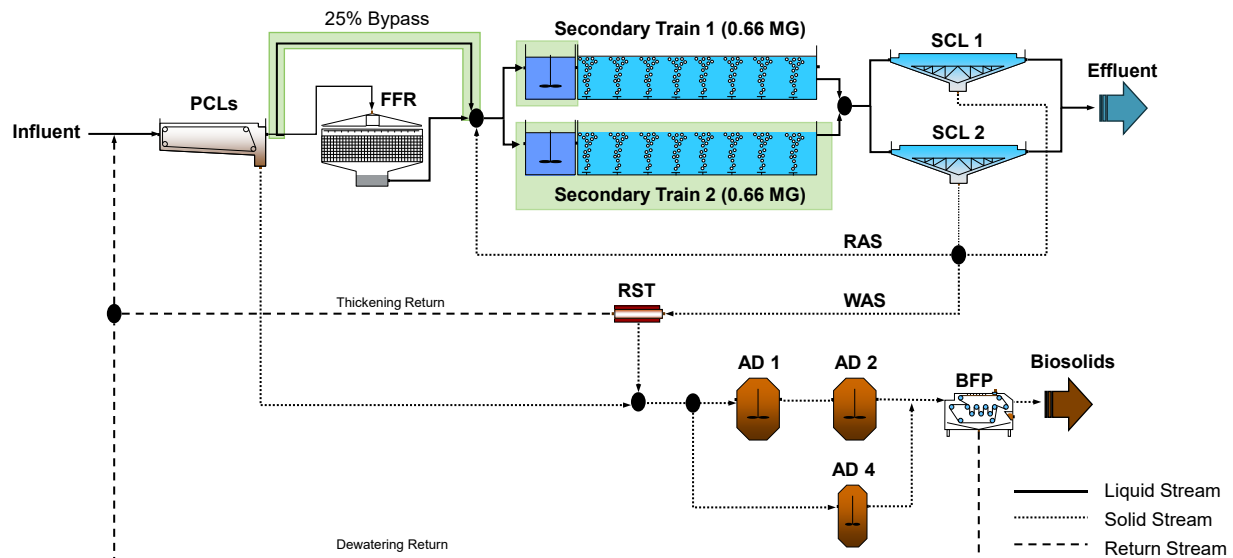 25% Bypass
Secondary Train 1 (0.66 MG)
SCL 1
Effluent
PCLs
FFR
Influent
SCL 2
Secondary Train 2 (0.66 MG)
RAS
RST
WAS
Thickening Return
AD 1
AD 2
BFP
Biosolids
AD 4
Liquid Stream
Solid Stream
Dewatering Return
Return Stream